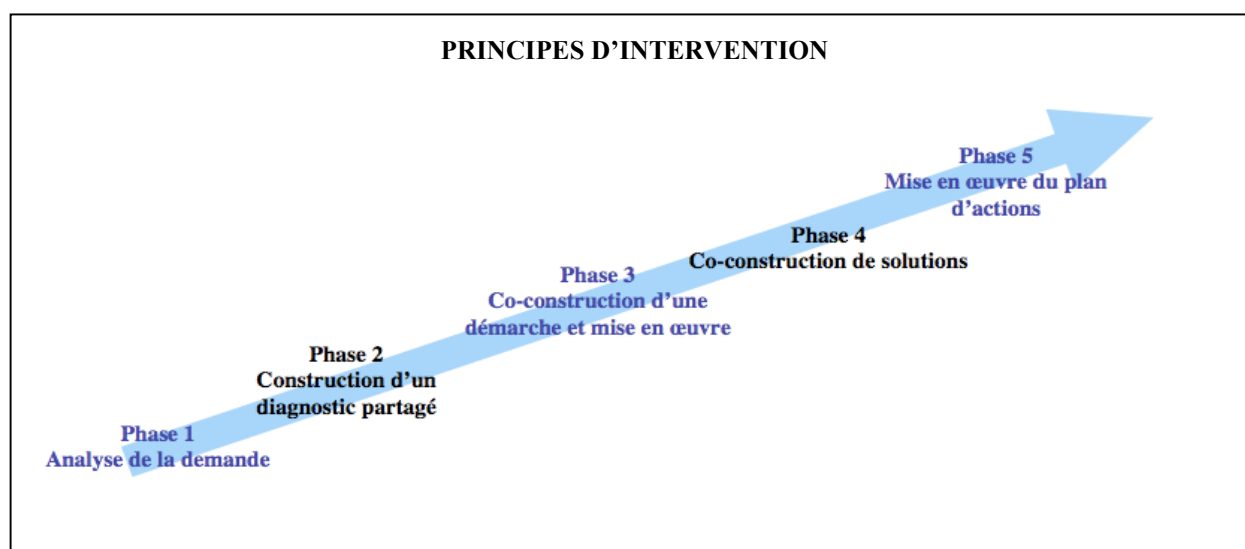 PRINCIPES D’INTERVENTION
Phase 1
Analyse de la demande
Phase 2
Construction d’un
diagnostic partagé
Phase 3
Co-construction d’une
démarche et mise en œuvre
Phase 4
Co-construction de solutions
Phase 5
Mise en œuvre du plan
d’actions